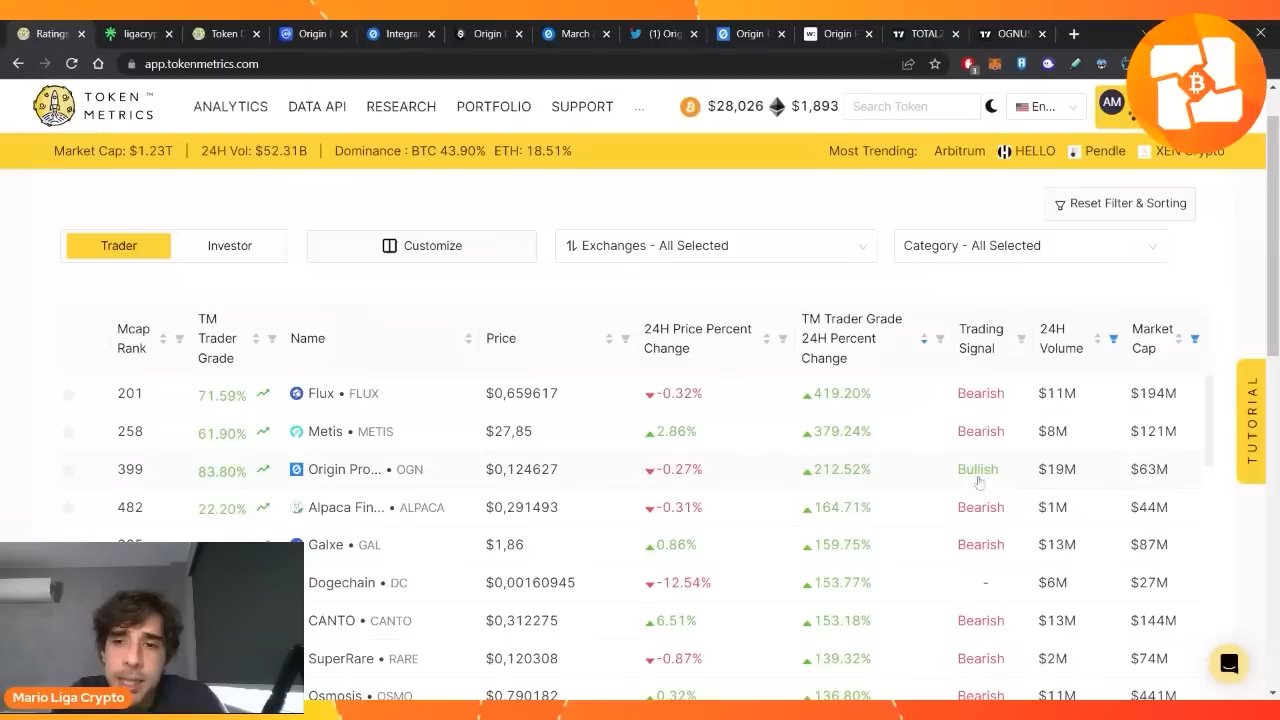 Ratings
ligacryp
Token D
Origin I
Integra
Origin
March
(1) Orig
Origin
Origin
TOTAL
OGNUS
app.tokenmetrics.com
3
TOKEN ™
METRICS
ANALYTICS
DATA API
RESEARCH
PORTFOLIO
SUPPORT
...
$28,026
$1,893
Search Token
En...
AM
Market Cap: $1.23T | 24H Vol: $52.31B | Dominance : BTC 43.90% ETH: 18.51%
Most Trending: Arbitrum HELLO Pendle XEN Crypto
Reset Filter & Sorting
Trader
Investor
Customize
Exchanges - All Selected
Category - All Selected
Mcap
Rank
TM
Trader
Grade
Name
Price
24H Price Percent
Change
TM Trader Grade
24H Percent
Change
Trading
Signal
24H
Volume
Market
Cap
201 71.59% Flux • FLUX $0,659617 -0.32% 419.20% Bearish $11M $194M
258 61.90% Metis • METIS $27,85 2.86% 379.24% Bearish $8M $121M
399 83.80% Origin Pro... • OGN $0,124627 -0.27% 212.52% Bullish $19M $63M
482 22.20% Alpaca Fin... • ALPACA $0,291493 -0.31% 164.71% Bearish $1M $44M
Galxe • GAL $1,86 0.86% 159.75% Bearish $13M $87M
Dogechain • DC $0,00160945 -12.54% 153.77% - $6M $27M
CANTO • CANTO $0,312275 6.51% 153.18% Bearish $13M $144M
SuperRare • RARE $0,120308 -0.87% 139.32% Bearish $2M $74M
Osmosis • OSMO $0,790182 0.32% 136.80% Bearish $11M $441M
TUTORIAL
Mario Liga Crypto